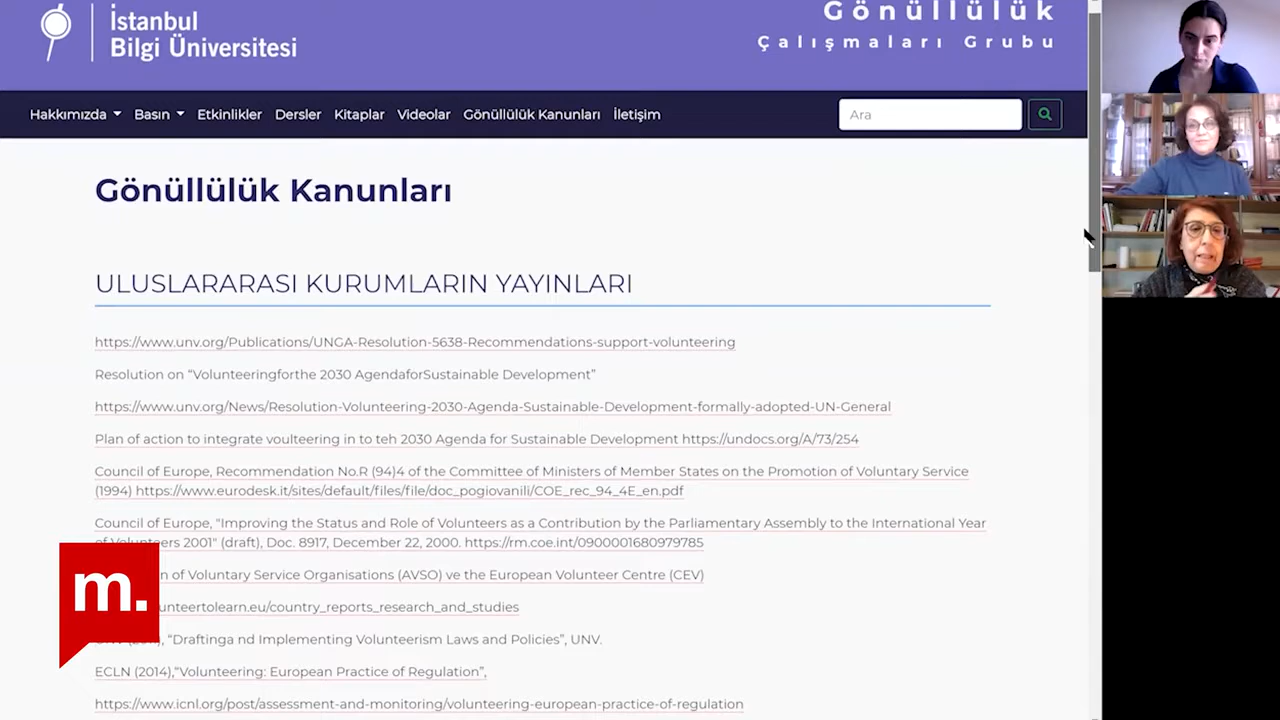 İstanbul
Bilgi Üniversitesi
Gönüllülük
Çalışmaları Grubu
Hakkımızda Basın Etkinlikler Dersler Kitaplar Videolar Gönüllülük Kanunları İletişim Ara
Gönüllülük Kanunları
ULUSLARARASI KURUMLARIN YAYINLARI
https://www.unv.org/Publications/UNGA-Resolution-5638-Recommendations-support-volunteering
Resolution on “Volunteeringforthe 2030 AgendaforSustainable Development”
https://www.unv.org/News/Resolution-Volunteering-2030-Agenda-Sustainable-Development-formally-adopted-UN-General
Plan of action to integrate voulteering in to teh 2030 Agenda for Sustainable Development https://undocs.org/A/73/254
Council of Europe, Recommendation No.R (94)4 of the Committee of Ministers of Member States on the Promotion of Voluntary Service
(1994) https://www.eurodesk.it/sites/default/files/file/doc_pogiovanili/COE_rec_94_4E_en.pdf
Council of Europe, "Improving the Status and Role of Volunteers as a Contribution by the Parliamentary Assembly to the International Year
of Volunteers 2001" (draft), Doc. 8917, December 22, 2000. https://rm.coe.int/0900001680979785
of Voluntary Service Organisations (AVSO) ve the European Volunteer Centre (CEV)
unteertolearn.eu/country_reports_research_and_studies
“Draftinga nd Implementing Volunteerism Laws and Policies”, UNV.
ECLN (2014),“Volunteering: European Practice of Regulation”,
https://www.icnl.org/post/assessment-and-monitoring/volunteering-european-practice-of-regulation
m.